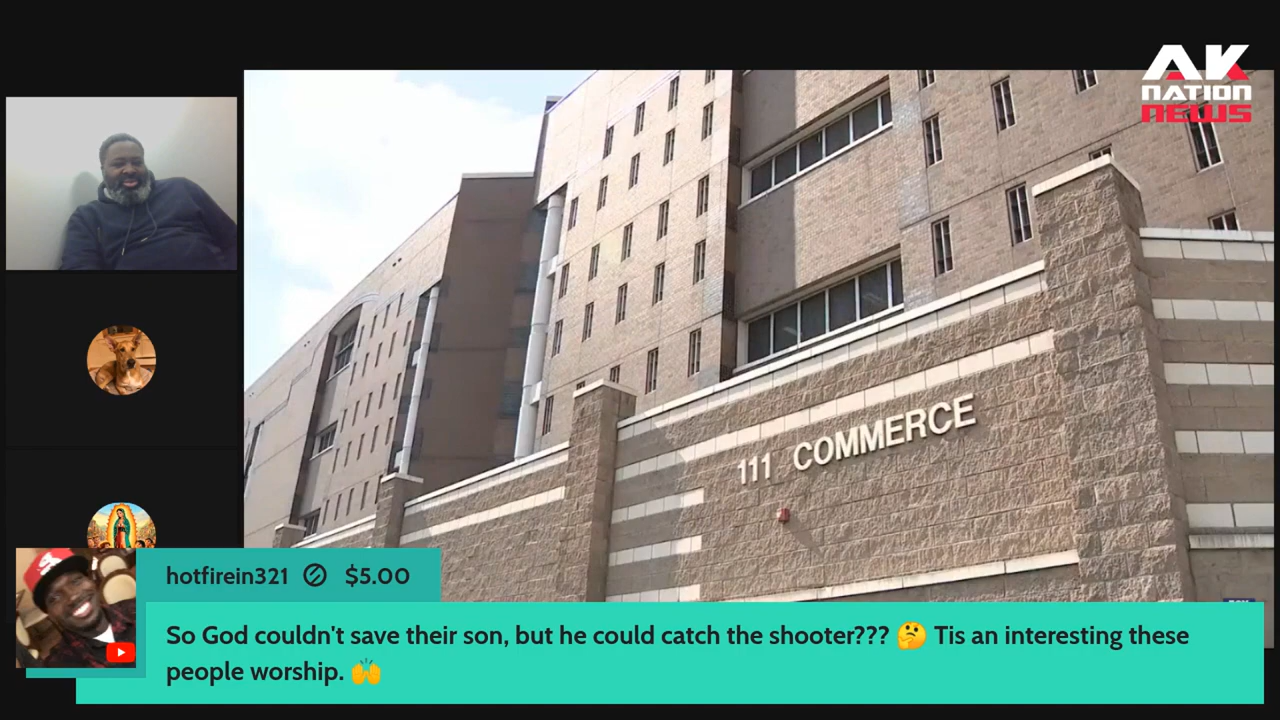 AK
NATION
NEWS
111 COMMERCE
hotfirein321 $5.00
So God couldn't save their son, but he could catch the shooter??? 🤔 Tis an interesting these
people worship. 🙌